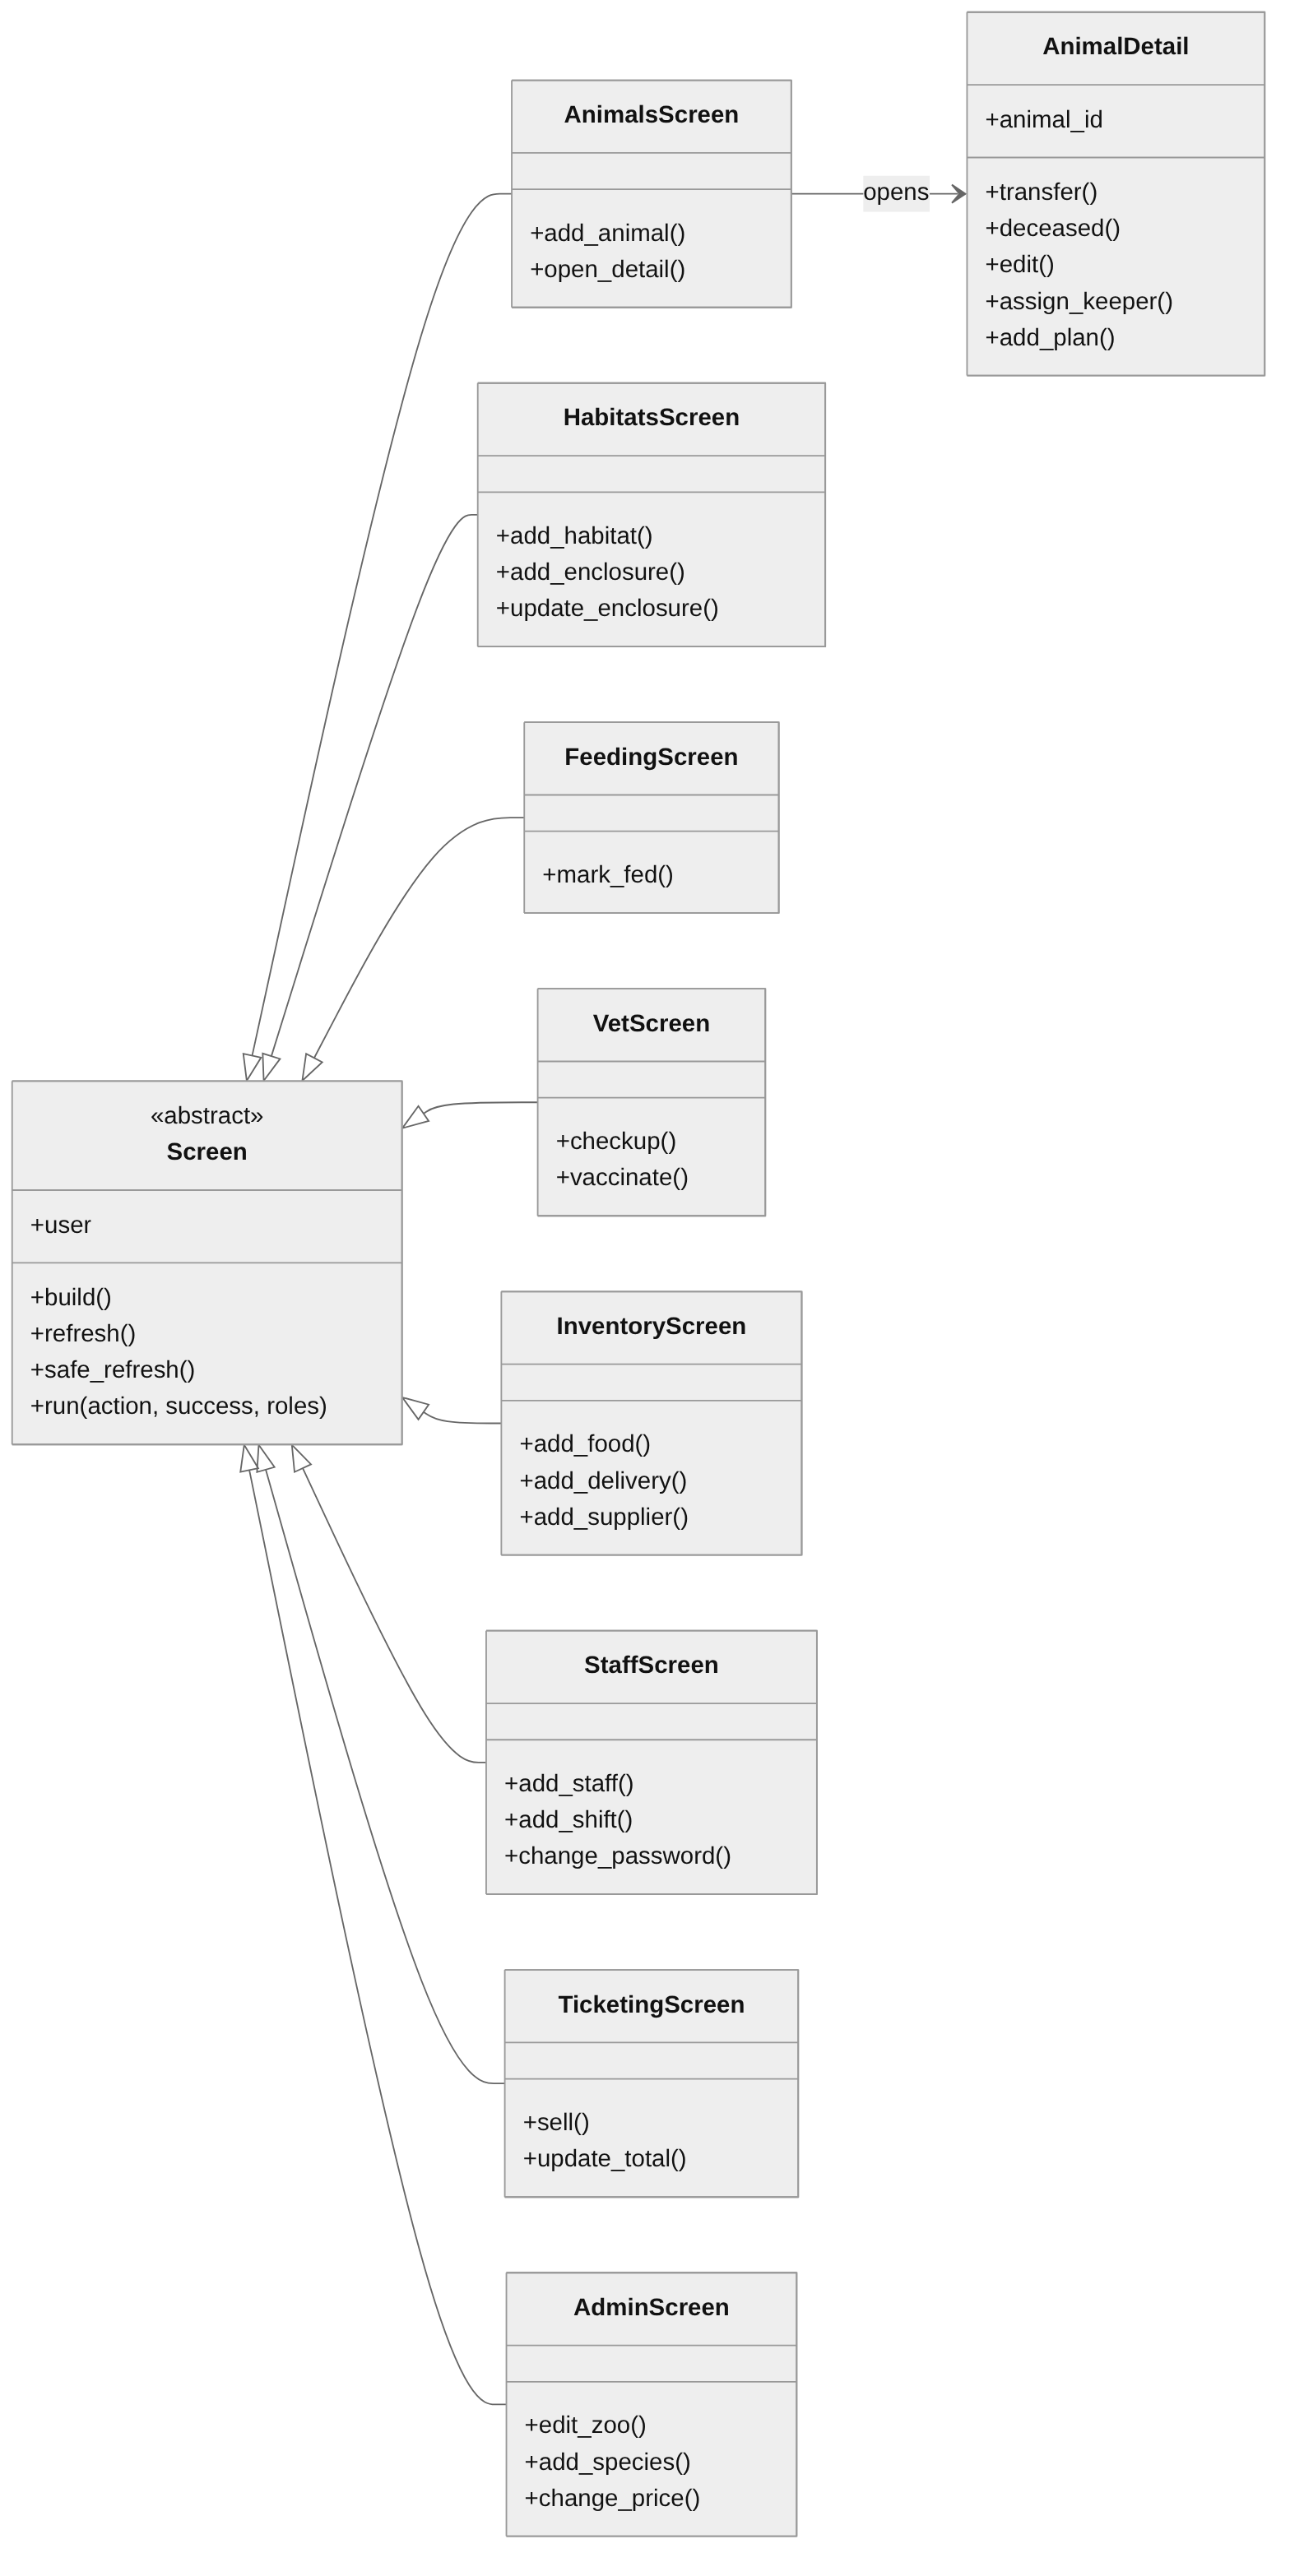 AnimalDetail
+animal_id
+transfer()
+deceased()
+edit()
+assign_keeper()
+add_plan()
AnimalsScreen
+add_animal()
+open_detail()
opens
HabitatsScreen
+add_habitat()
+add_enclosure()
+update_enclosure()
FeedingScreen
+mark_fed()
VetScreen
+checkup()
+vaccinate()
«abstract»
Screen
+user
+build()
+refresh()
+safe_refresh()
+run(action, success, roles)
InventoryScreen
+add_food()
+add_delivery()
+add_supplier()
StaffScreen
+add_staff()
+add_shift()
+change_password()
TicketingScreen
+sell()
+update_total()
AdminScreen
+edit_zoo()
+add_species()
+change_price()